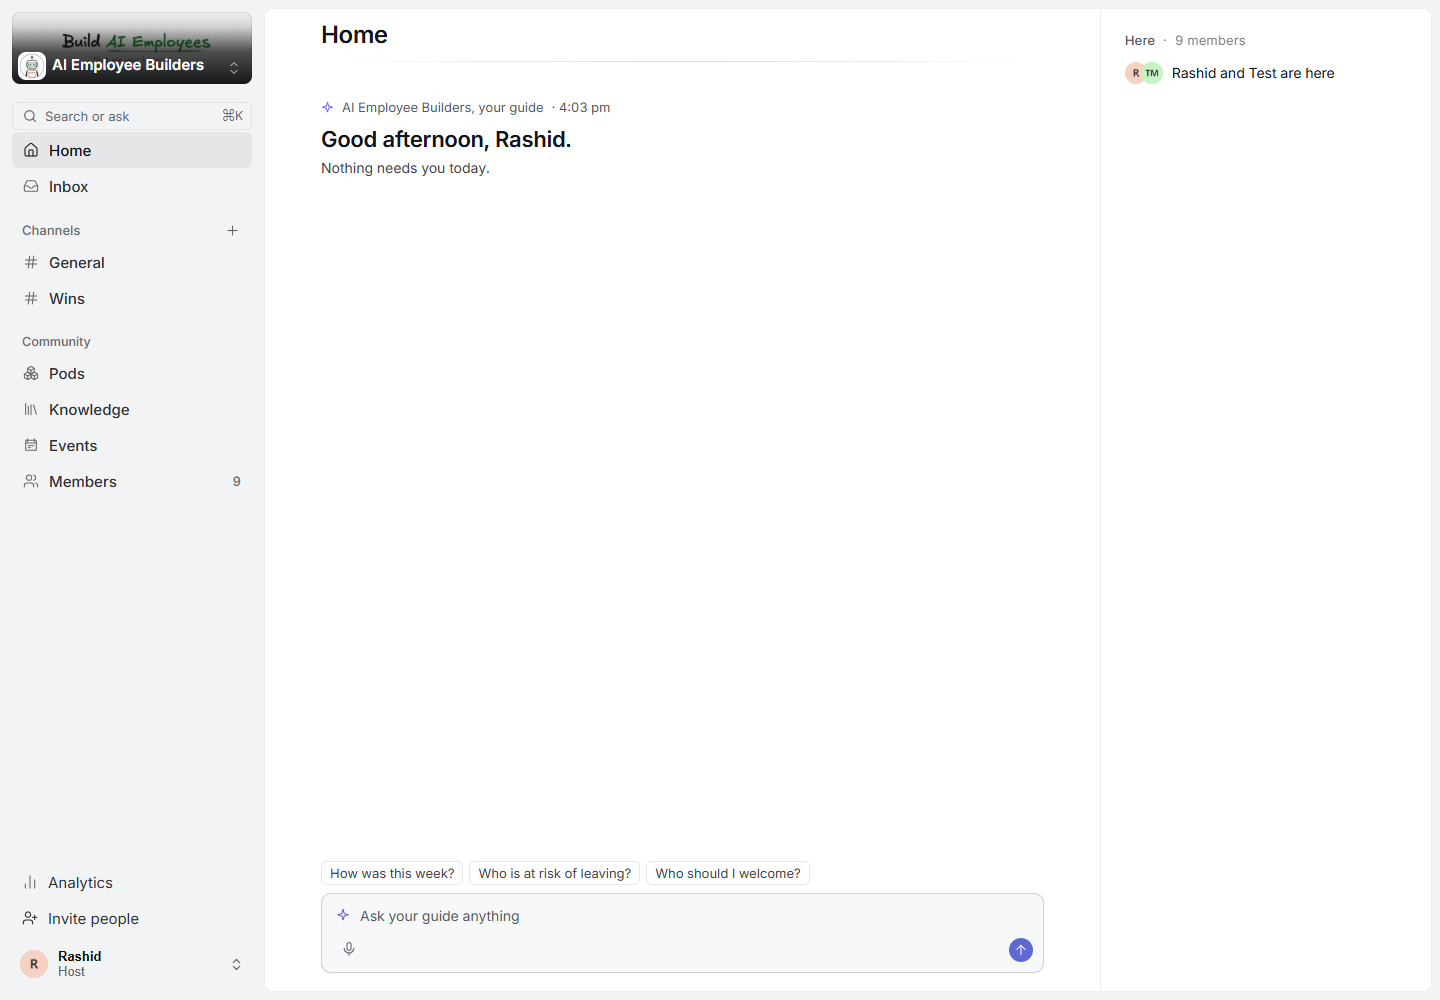 Build AI Employees
AI Employee Builders
Search or ask
⌘K
Home
Inbox
Channels
General
Wins
Community
Pods
Knowledge
Events
Members
9
Analytics
Invite people
R
Rashid
Host
Home
AI Employee Builders, your guide · 4:03 pm
Good afternoon, Rashid.
Nothing needs you today.
How was this week?
Who is at risk of leaving?
Who should I welcome?
Ask your guide anything
Here · 9 members
R
TM
Rashid and Test are here